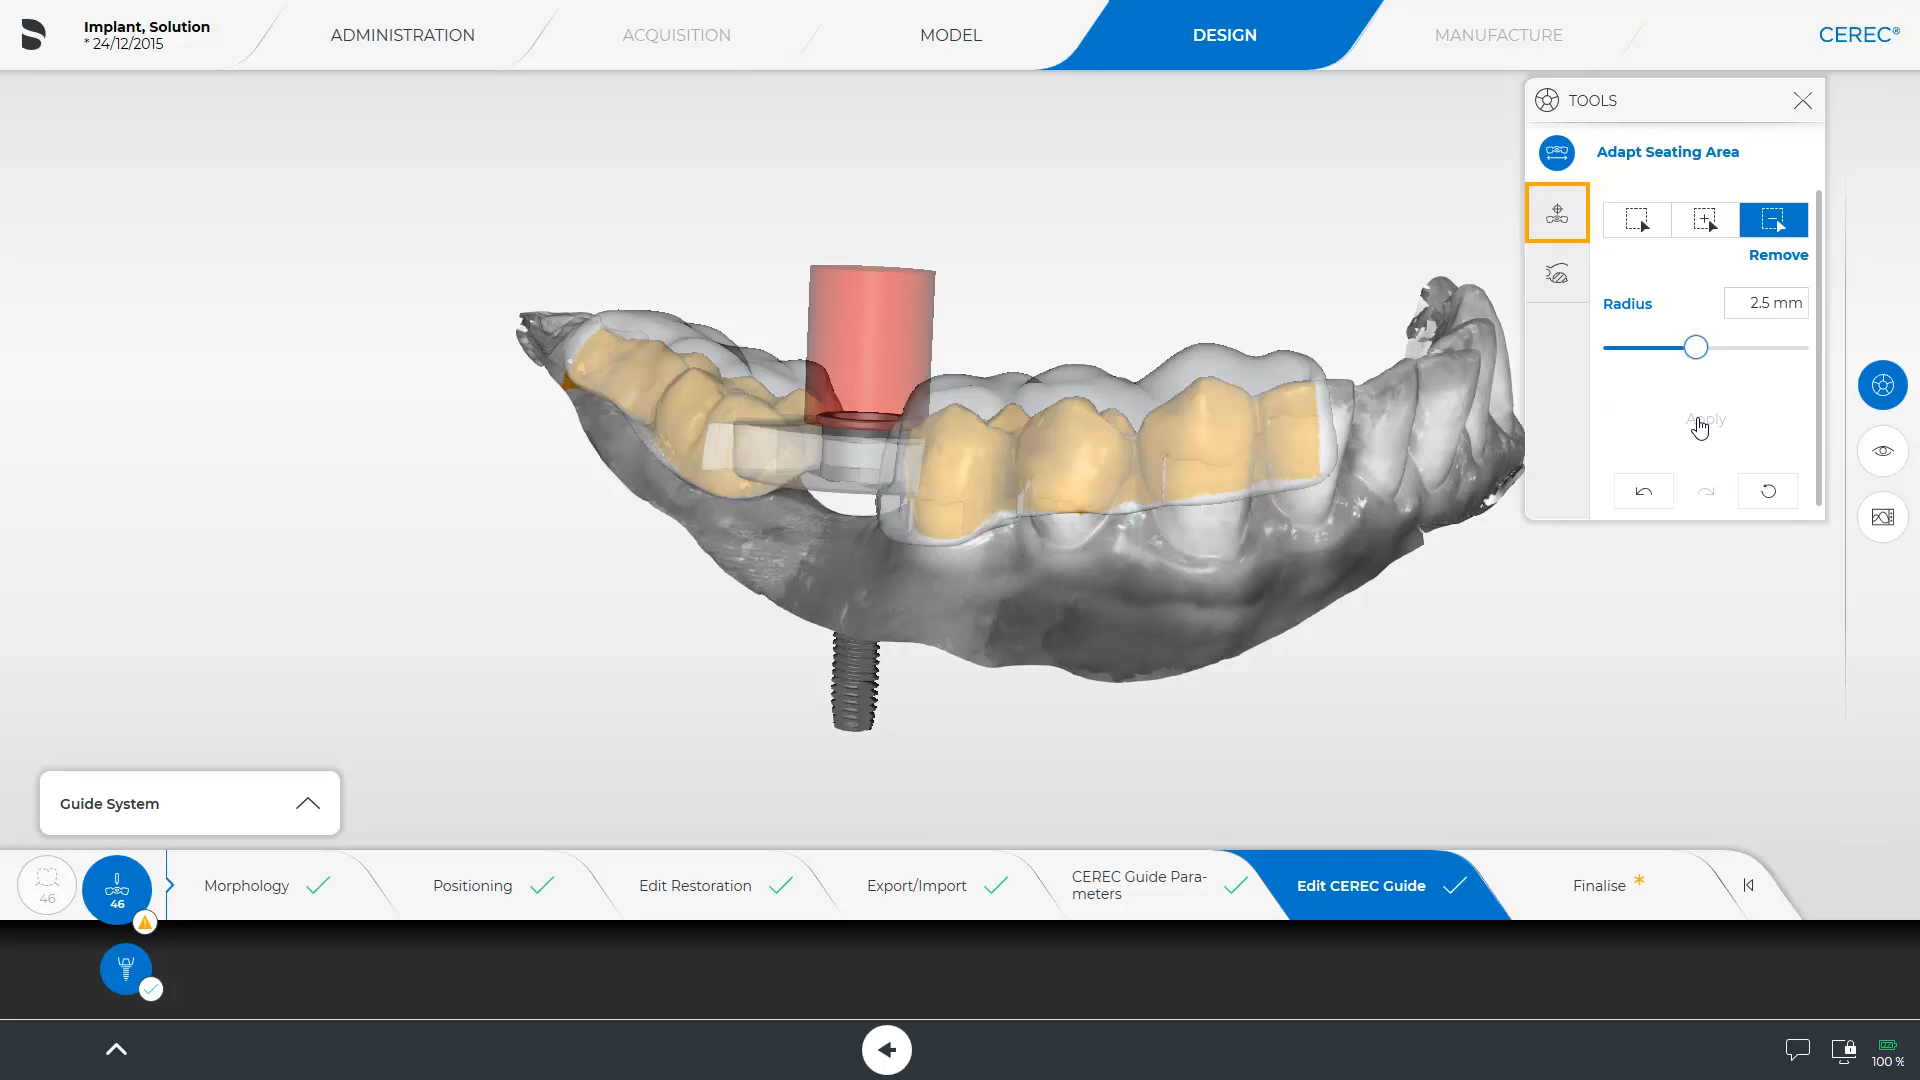 Implant, Solution
* 24/12/2015
ADMINISTRATION
ACQUISITION
MODEL
DESIGN
MANUFACTURE
CEREC®
TOOLS
Adapt Seating Area
Remove
Radius
2.5 mm
Apply
Guide System
46
46
Morphology
Positioning
Edit Restoration
Export/Import
CEREC Guide Para-
meters
Edit CEREC Guide
Finalise *
100 %